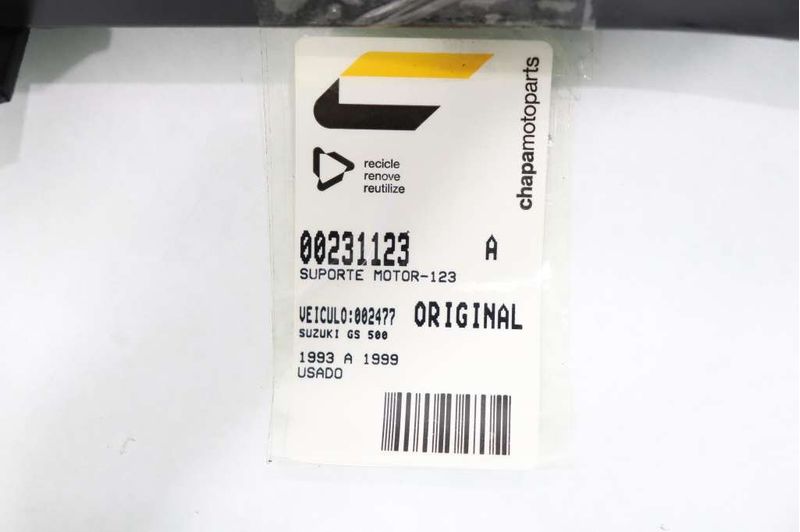 chapamotoparts
recicle
renove
reutilize
00231123 A
SUPORTE MOTOR-123
VEICULO:002477 ORIGINAL
SUZUKI GS 500
1993 A 1999
USADO